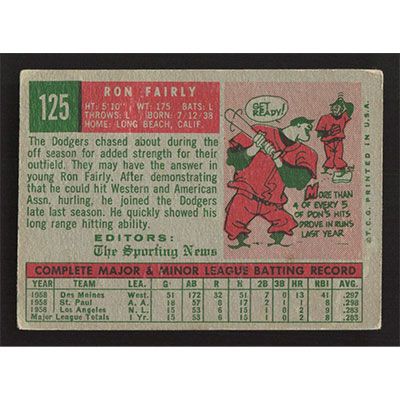 125
RON FAIRLY
HT: 5'10" WT: 175 BATS: L
THROWS: L BORN: 7/12/38
HOME: LONG BEACH, CALIF.
The Dodgers chased about during the
off season for added strength for their
outfield. They may have the answer in
young Ron Fairly. After demonstrating
that he could hit Western and American
Assn. hurling, he joined the Dodgers
late last season. He quickly showed his
long range hitting ability.
EDITORS:
The Sporting News
GET READY!
MORE THAN
4 OF EVERY 5
OF DON'S HITS
DROVE IN RUNS
LAST YEAR
© T.C.G. PRINTED IN U.S.A.
COMPLETE MAJOR & MINOR LEAGUE BATTING RECORD
YEAR TEAM LEA. G AB R H 2B 3B HR RBI AVG.
1958 Des Moines West. 51 172 32 51 11 0 13 41 .297
1958 St. Paul A. A. 18 57 8 17 2 1 2 9 .298
1958 Los Angeles N. L. 15 53 6 15 1 0 2 8 .283
Major League Totals 15 53 6 15 1 0 2 8 .283